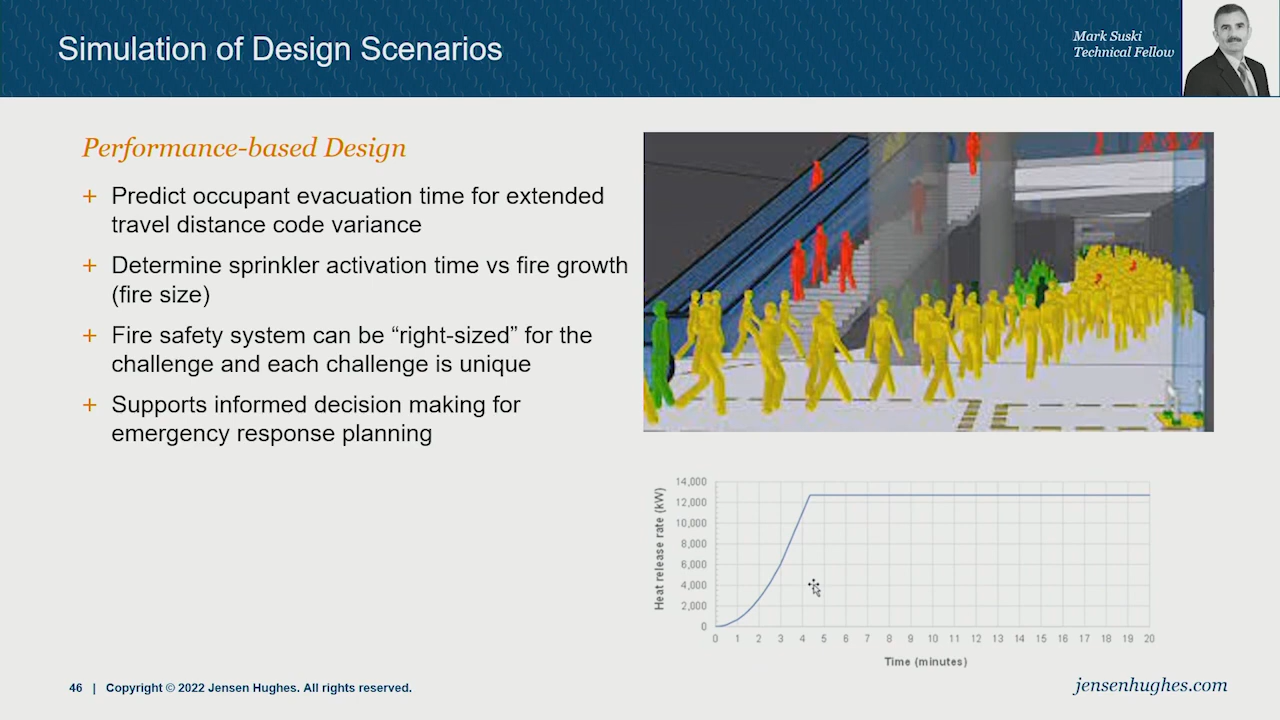 Simulation of Design Scenarios
Mark Suski
Technical Fellow
Performance-based Design
+ Predict occupant evacuation time for extended
travel distance code variance
+ Determine sprinkler activation time vs fire growth
(fire size)
+ Fire safety system can be “right-sized” for the
challenge and each challenge is unique
+ Supports informed decision making for
emergency response planning
Heat release rate (kW)
14,000
12,000
10,000
8,000
6,000
4,000
2,000
0
0 1 2 3 4 5 6 7 8 9 10 11 12 13 14 15 16 17 18 19 20
Time (minutes)
46 | Copyright © 2022 Jensen Hughes. All rights reserved.
jensenhughes.com